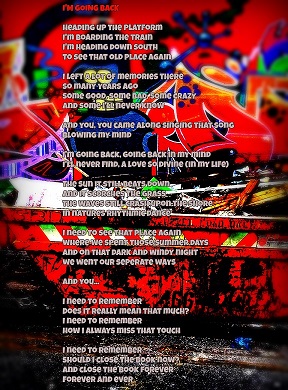 I'm going back
Heading up the platform
I'm boarding the train
I'm heading down south
To see that old place again
I left a lot of memories there
So many years ago
Some good, some bad, some crazy
And some I'll never know
And you, you came along singing that song
Blowing my mind
I'm going back, going back in my mind
I'll never find, a love so divine (in my life)
The sun it still beats down
And it scorches the grass
The waves still crash upon the shore
In natures rhythmic dance
I need to see that place again
Where we spent those summer days
And on that dark and windy night
We went our seperate ways
And you...
I need to remember
Does it really mean that much?
I need to remember
How I always miss that touch
I need to remember
Should I close the book now?
And close the book forever
Forever and ever